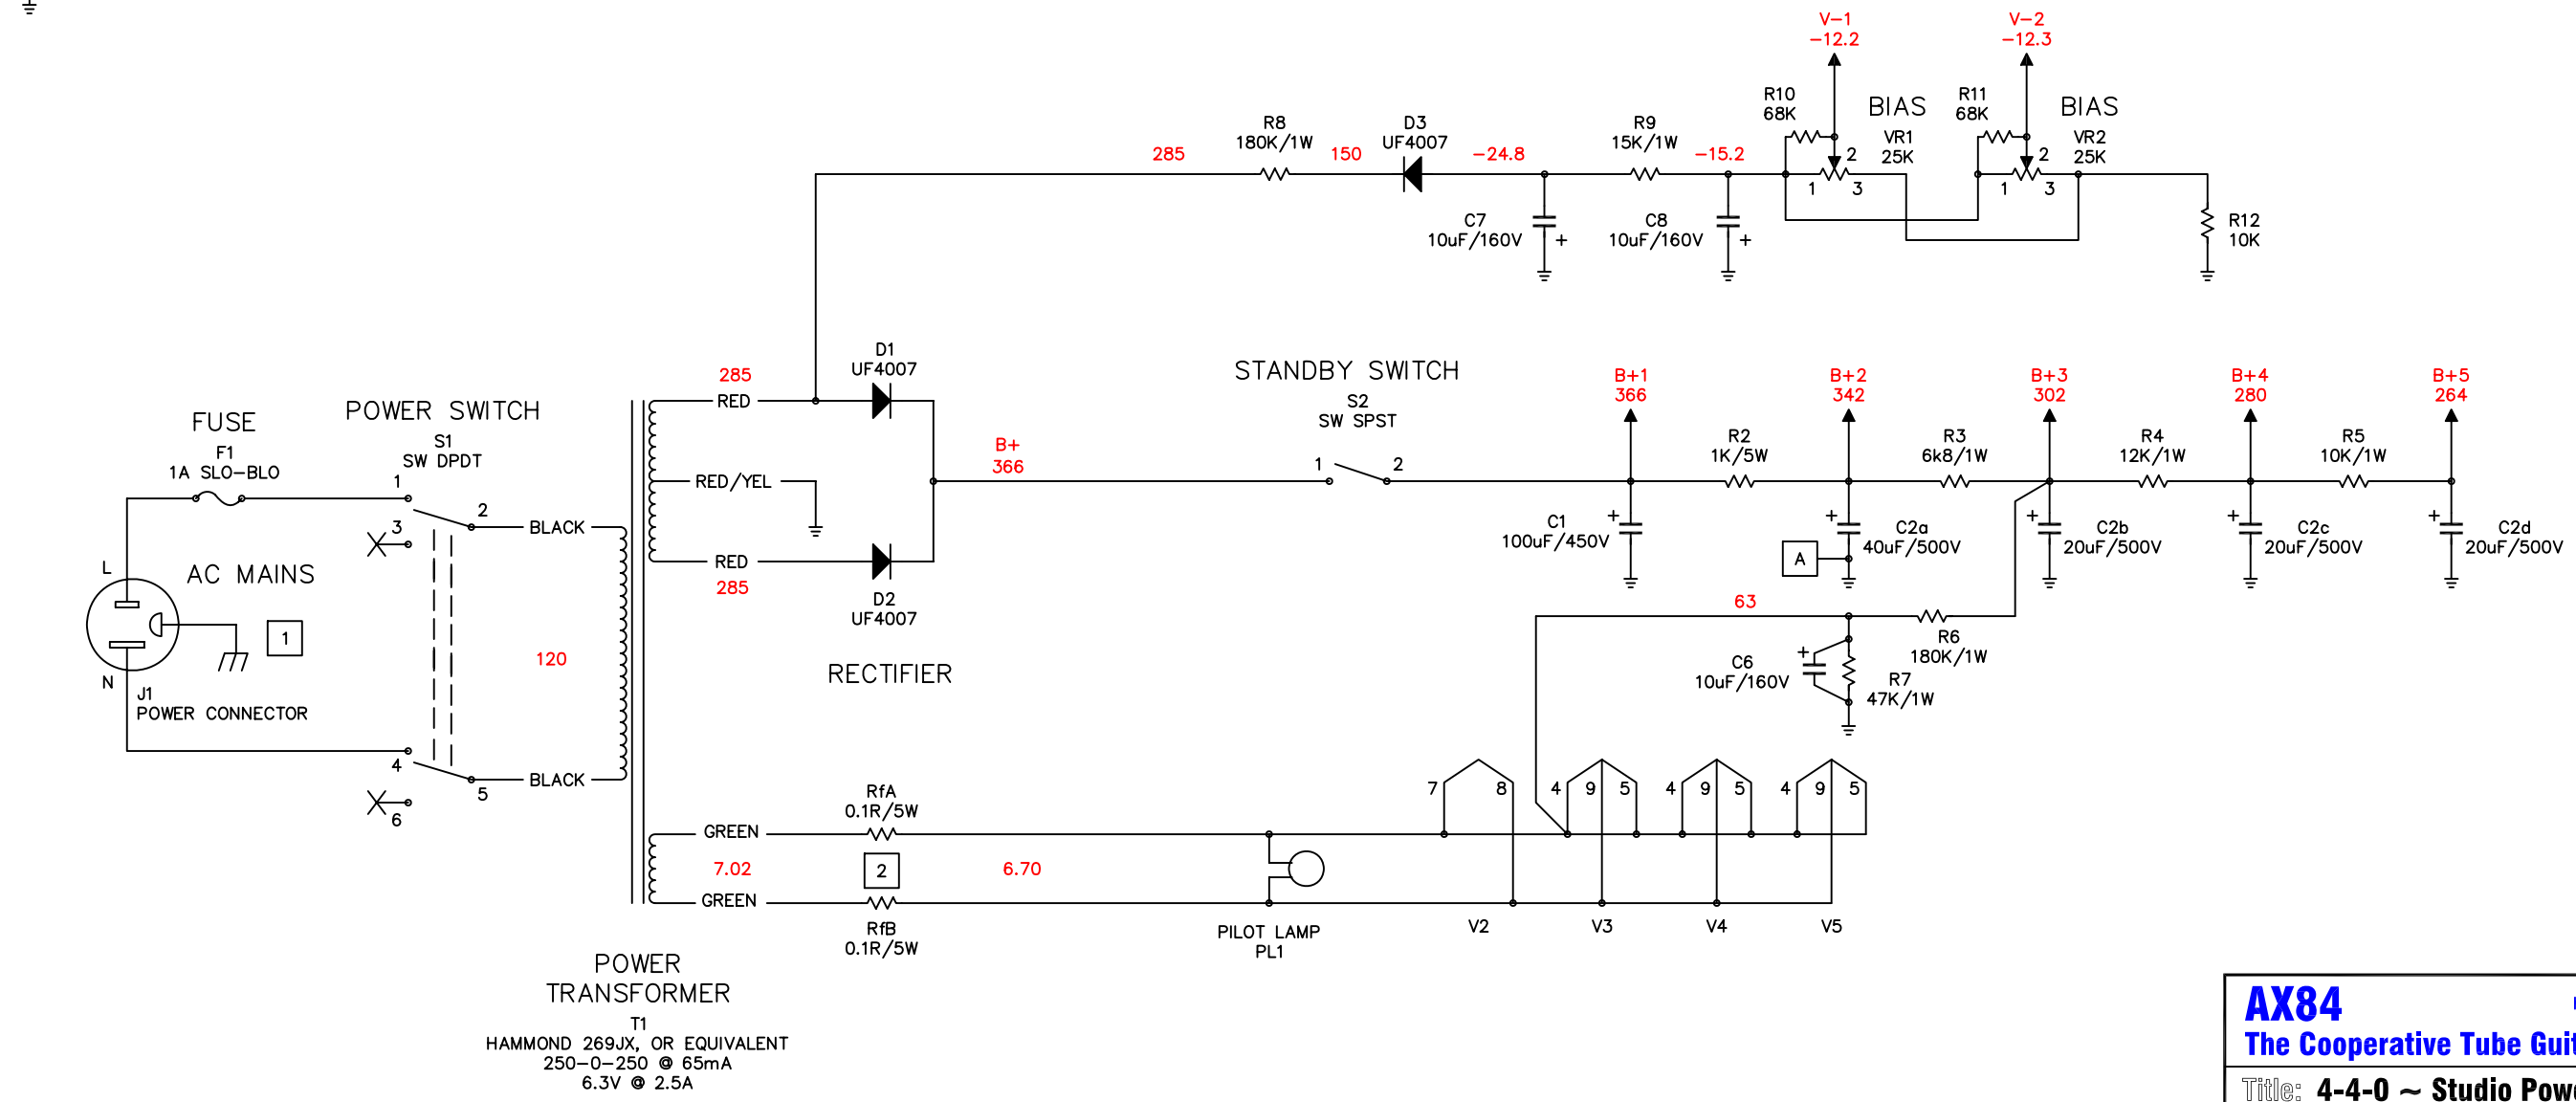 V-1
-12.2
V-2
-12.3
R10
68K
BIAS
VR1
25K
R11
68K
BIAS
VR2
25K
285
R8
180K/1W
150
D3
UF4007
-24.8
R9
15K/1W
-15.2
2
1
3
2
1
3
C7
10uF/160V
+
C8
10uF/160V
+
R12
10K
D1
UF4007
285
RED
RED/YEL
RED
285
D2
UF4007
RECTIFIER
B+
366
STANDBY SWITCH
S2
SW SPST
1
2
B+1
366
B+2
342
B+3
302
B+4
280
B+5
264
R2
1K/5W
R3
6k8/1W
R4
12K/1W
R5
10K/1W
C1
100uF/450V
+
C2a
40uF/500V
+
A
C2b
20uF/500V
+
C2c
20uF/500V
+
C2d
20uF/500V
+
FUSE
F1
1A SLO-BLO
POWER SWITCH
S1
SW DPDT
1
2
3
BLACK
L
AC MAINS
1
N
J1
POWER CONNECTOR
120
4
5
6
BLACK
63
R6
180K/1W
C6
10uF/160V
+
R7
47K/1W
RfA
0.1R/5W
GREEN
7.02
2
6.70
GREEN
RfB
0.1R/5W
PILOT LAMP
PL1
7
8
4
9
5
4
9
5
4
9
5
V2
V3
V4
V5
POWER
TRANSFORMER
T1
HAMMOND 269JX, OR EQUIVALENT
250-0-250 @ 65mA
6.3V @ 2.5A
AX84
The Cooperative Tube Guit
Title: 4-4-0 ~ Studio Powe